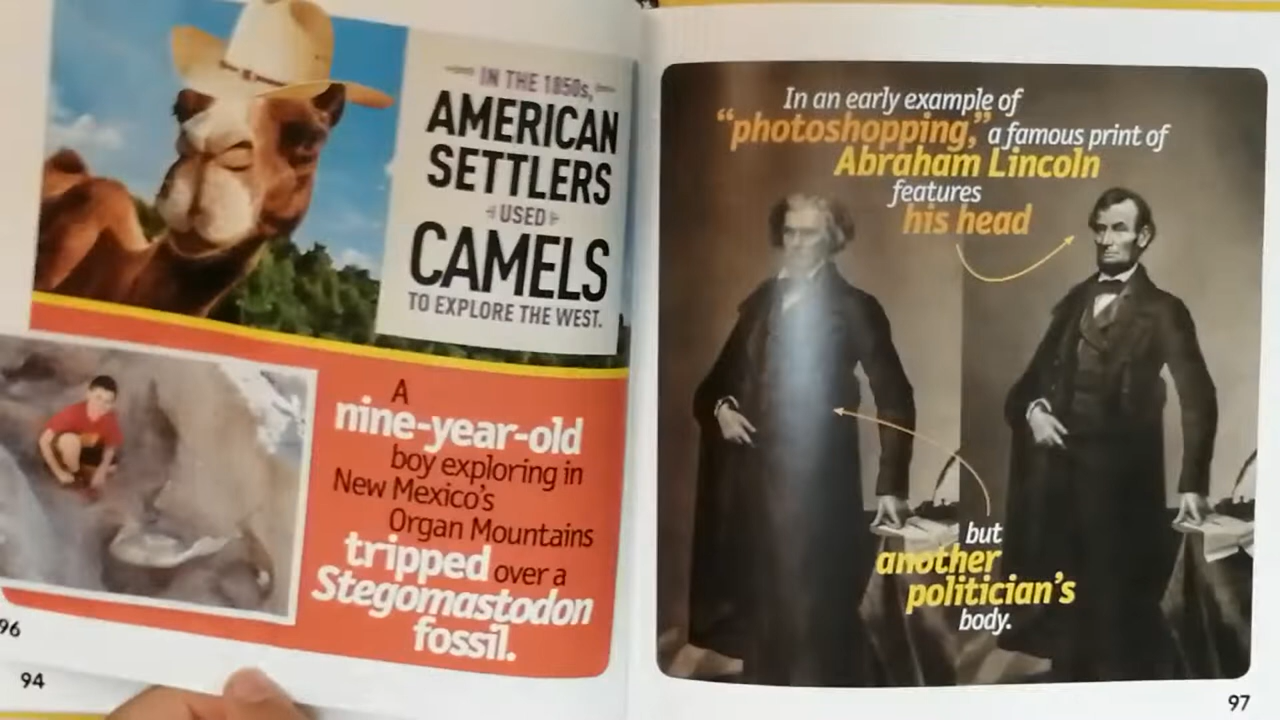 IN THE 1850s,
AMERICAN
SETTLERS
USED
CAMELS
TO EXPLORE THE WEST.
A
nine-year-old
boy exploring in
New Mexico's
Organ Mountains
tripped over a
Stegomastodon
fossil.
96
94
In an early example of
“photoshopping,” a famous print of
Abraham Lincoln
features
his head
but
another
politician's
body.
97